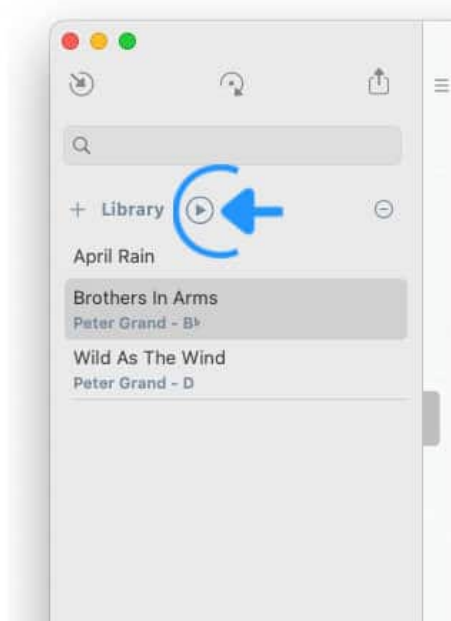 + Library
April Rain
Brothers In Arms
Peter Grand - B♭
Wild As The Wind
Peter Grand - D